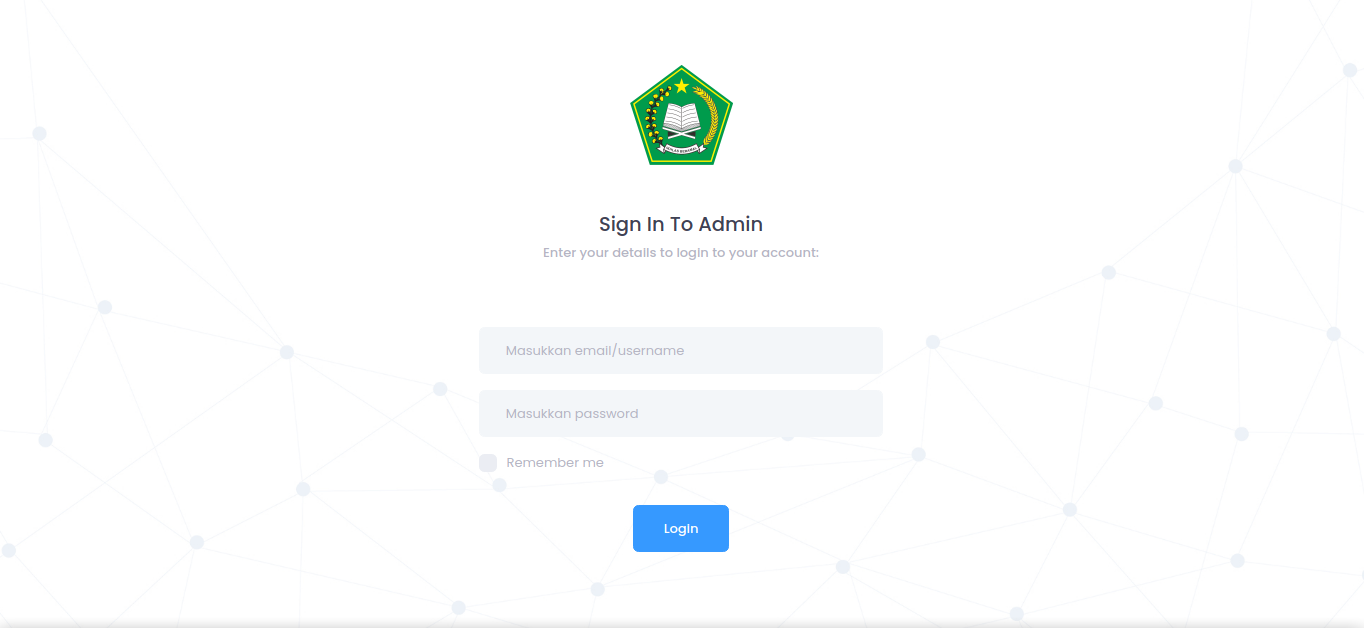 IKHLAS BERAMAL
Sign In To Admin
Enter your details to login to your account:
Masukkan email/username
Masukkan password
Remember me
Login